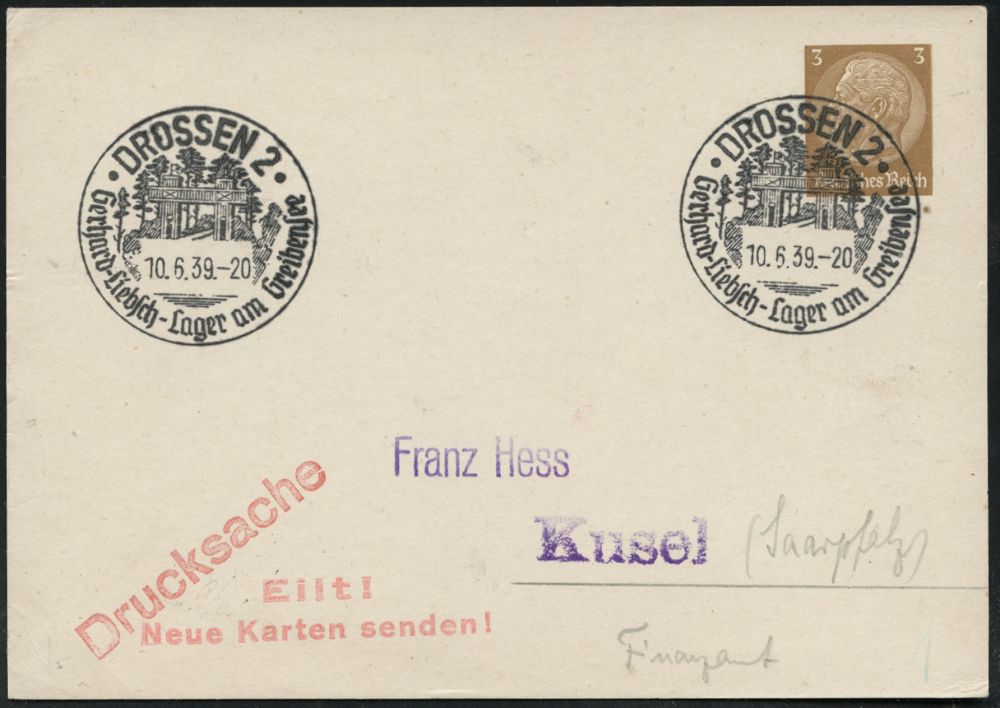 3 3
Deutsches Reich
DROSSEN 2
10.6.39.-20
Gerhard-Liebſch-Lager am Greibenſee
DROSSEN 2
10.6.39.-20
Gerhard-Liebſch-Lager am Greibenſee
Franz Hess
Kusel (Saarpfalz)
Drucksache
Eilt!
Neue Karten senden!
Finanzamt
1